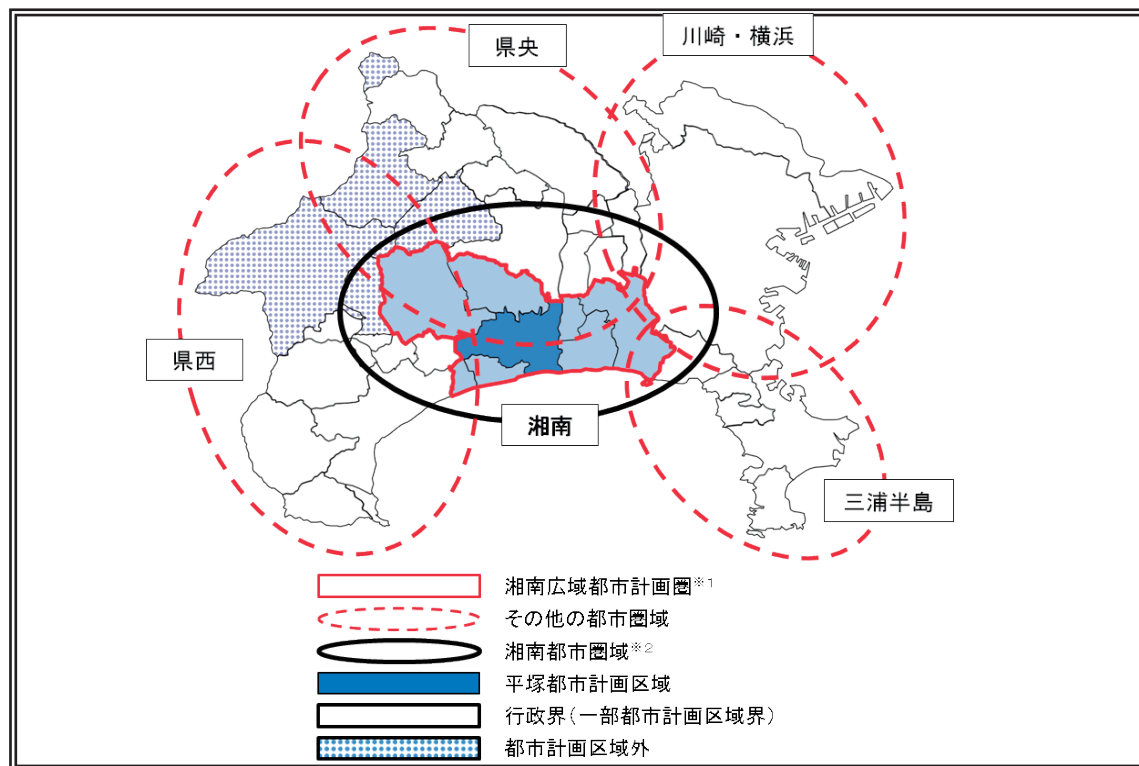 川崎・横浜
県央
県西
湘南
三浦半島
湘南広域都市計画圏※1
その他の都市圏域
湘南都市圏域※2
平塚都市計画区域
行政界(一部都市計画区域界)
都市計画区域外